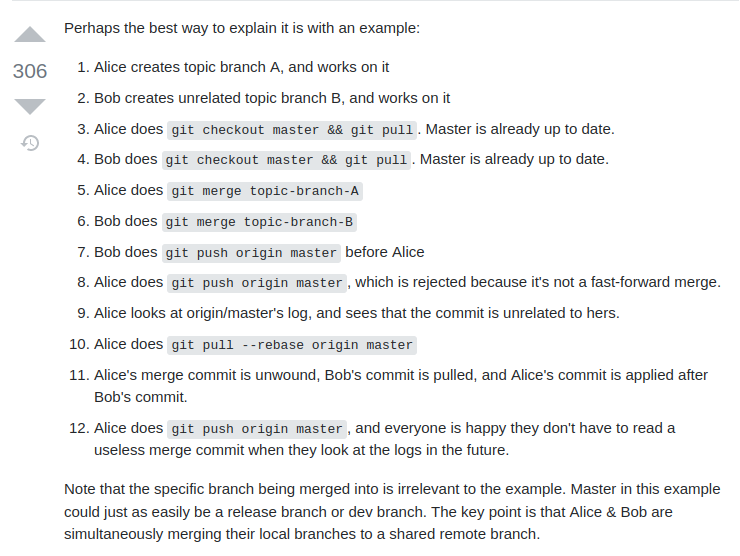 Perhaps the best way to explain it is with an example:
306
1. Alice creates topic branch A, and works on it
2. Bob creates unrelated topic branch B, and works on it
3. Alice does git checkout master && git pull. Master is already up to date.
4. Bob does git checkout master && git pull. Master is already up to date.
5. Alice does git merge topic-branch-A
6. Bob does git merge topic-branch-B
7. Bob does git push origin master before Alice
8. Alice does git push origin master, which is rejected because it's not a fast-forward merge.
9. Alice looks at origin/master's log, and sees that the commit is unrelated to hers.
10. Alice does git pull --rebase origin master
11. Alice's merge commit is unwound, Bob's commit is pulled, and Alice's commit is applied after
Bob's commit.
12. Alice does git push origin master, and everyone is happy they don't have to read a
useless merge commit when they look at the logs in the future.
Note that the specific branch being merged into is irrelevant to the example. Master in this example
could just as easily be a release branch or dev branch. The key point is that Alice & Bob are
simultaneously merging their local branches to a shared remote branch.